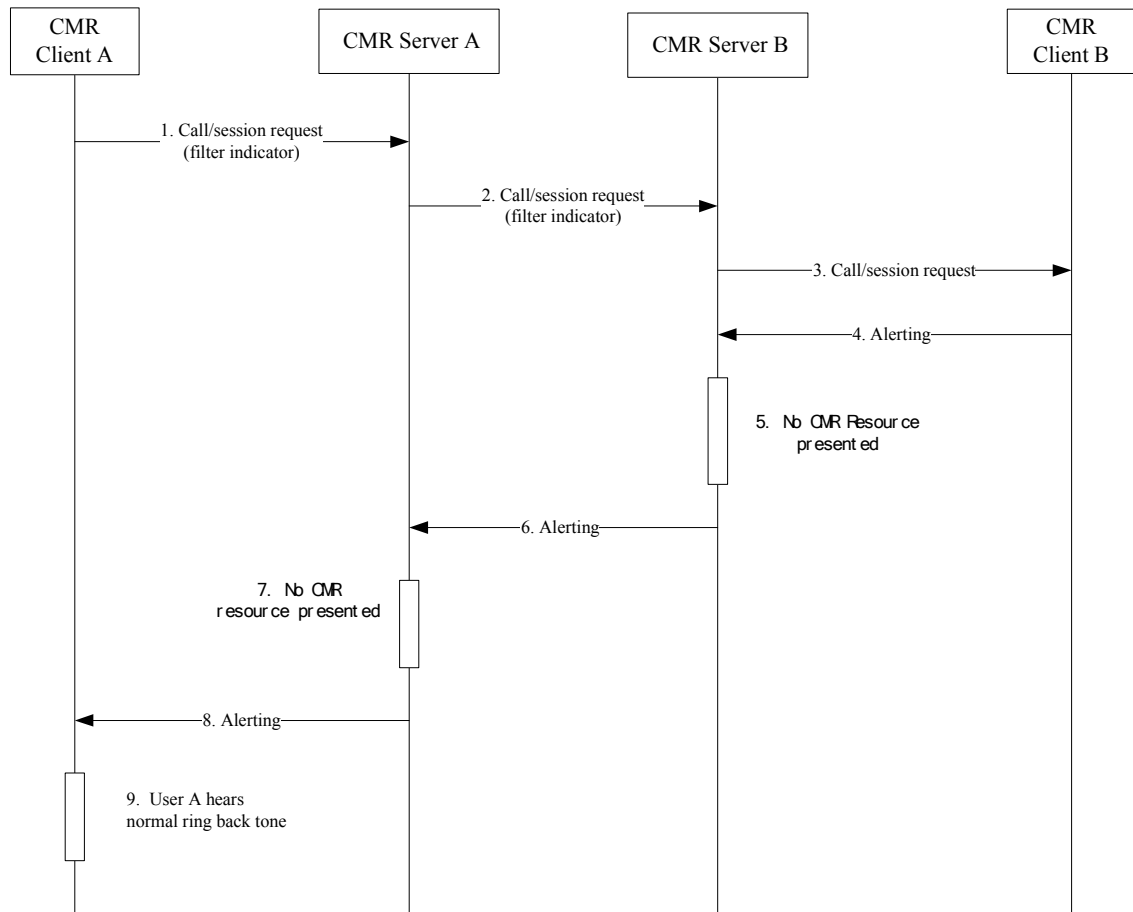 CMR
Client A
CMR Server A
CMR Server B
CMR
Client B
1. Call/session request
(filter indicator)
2. Call/session request
(filter indicator)
3. Call/session request
4. Alerting
5. No CMR Resource
presented
6. Alerting
7. No CMR
resource presented
8. Alerting
9. User A hears
normal ring back tone